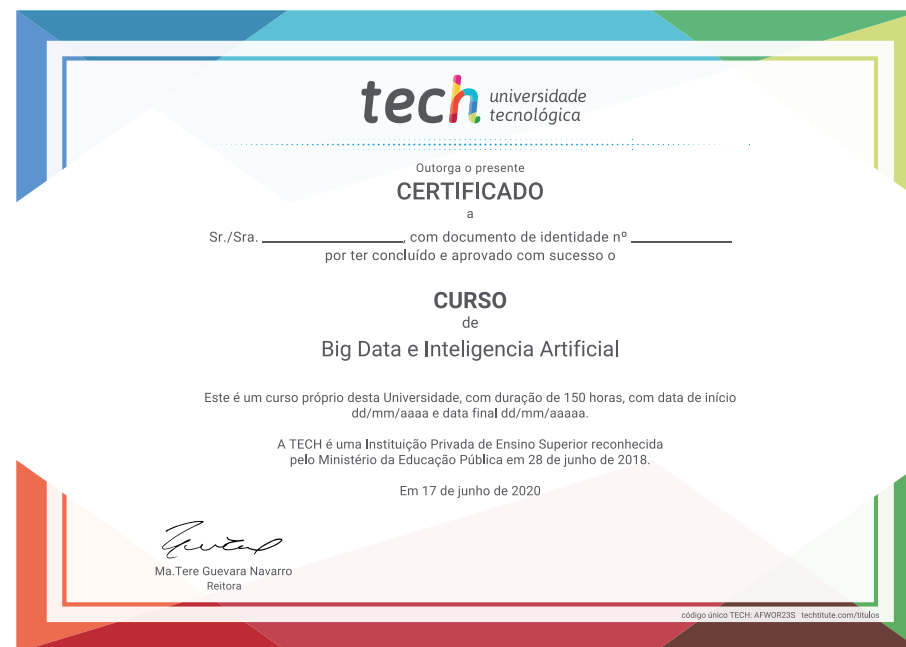 tech universidade
tecnológica
Outorga o presente
CERTIFICADO
a
Sr./Sra. ____________, com documento de identidade nº ____________
por ter concluído e aprovado com sucesso o
CURSO
de
Big Data e Inteligencia Artificial
Este é um curso próprio desta Universidade, com duração de 150 horas, com data de início
dd/mm/aaaa e data final dd/mm/aaaaa.
A TECH é uma Instituição Privada de Ensino Superior reconhecida
pelo Ministério da Educação Pública em 28 de junho de 2018.
Em 17 de junho de 2020
Ma.Tere Guevara Navarro
Reitora
código único TECH: AFWOR23S techtitute.com/titulos